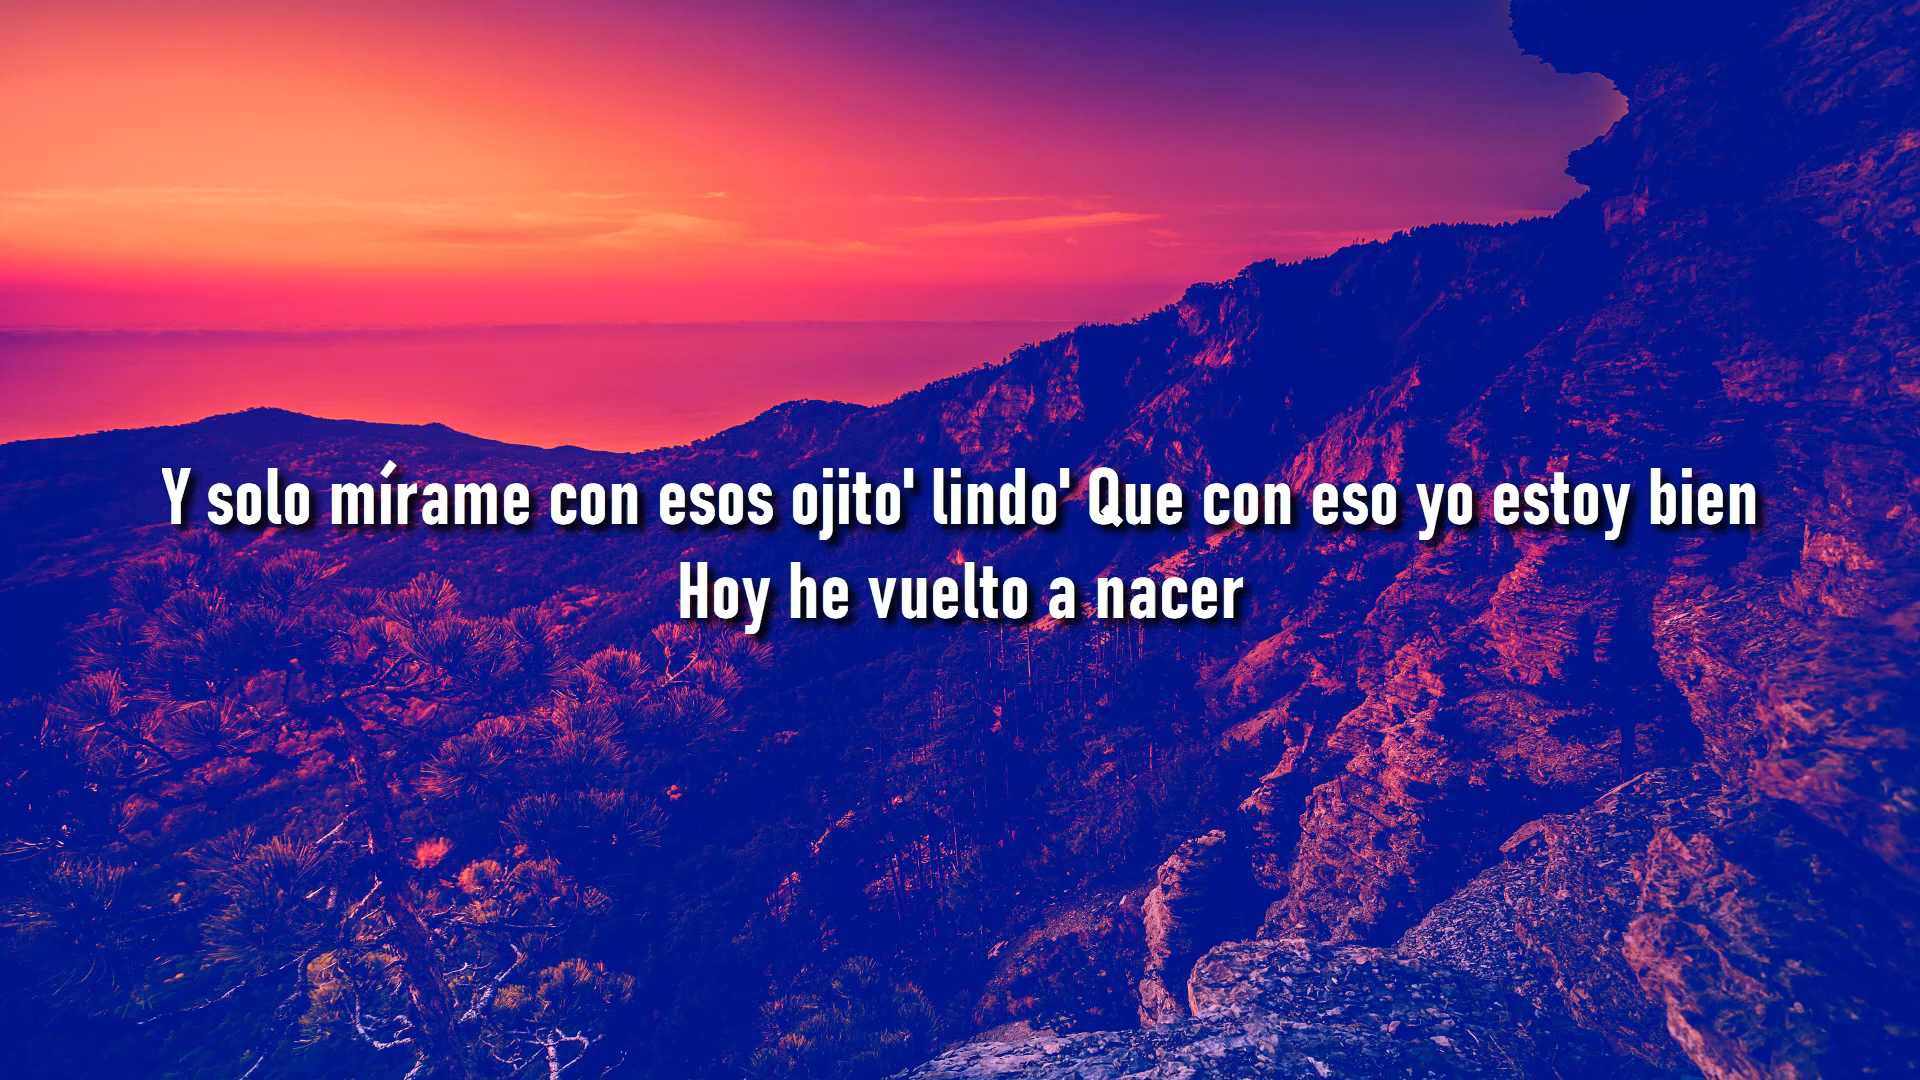 Y solo mírame con esos ojito' lindo' Que con eso yo estoy bien
Hoy he vuelto a nacer